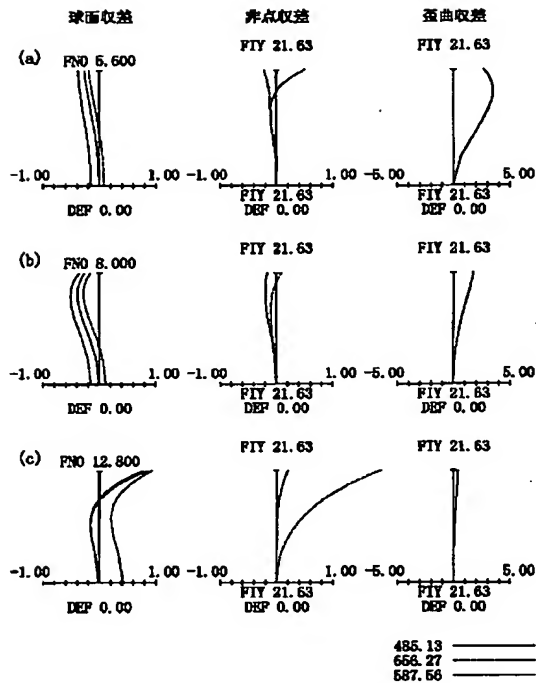 球面収差 非点収差 歪曲収差
(a) FNO 5.600 FIY 21.63 FIY 21.63
-1.00 1.00 -1.00 1.00 -5.00 5.00
FIY 21.63 FIY 21.63
DEF 0.00 DEF 0.00 DEF 0.00
(b) FNO 8.000 FIY 21.63 FIY 21.63
-1.00 1.00 -1.00 1.00 -5.00 5.00
FIY 21.63 FIY 21.63
DEF 0.00 DEF 0.00 DEF 0.00
(c) FNO 12.800 FIY 21.63 FIY 21.63
-1.00 1.00 -1.00 1.00 -5.00 5.00
FIY 21.63 FIY 21.63
DEF 0.00 DEF 0.00 DEF 0.00
485.13
656.27
587.56